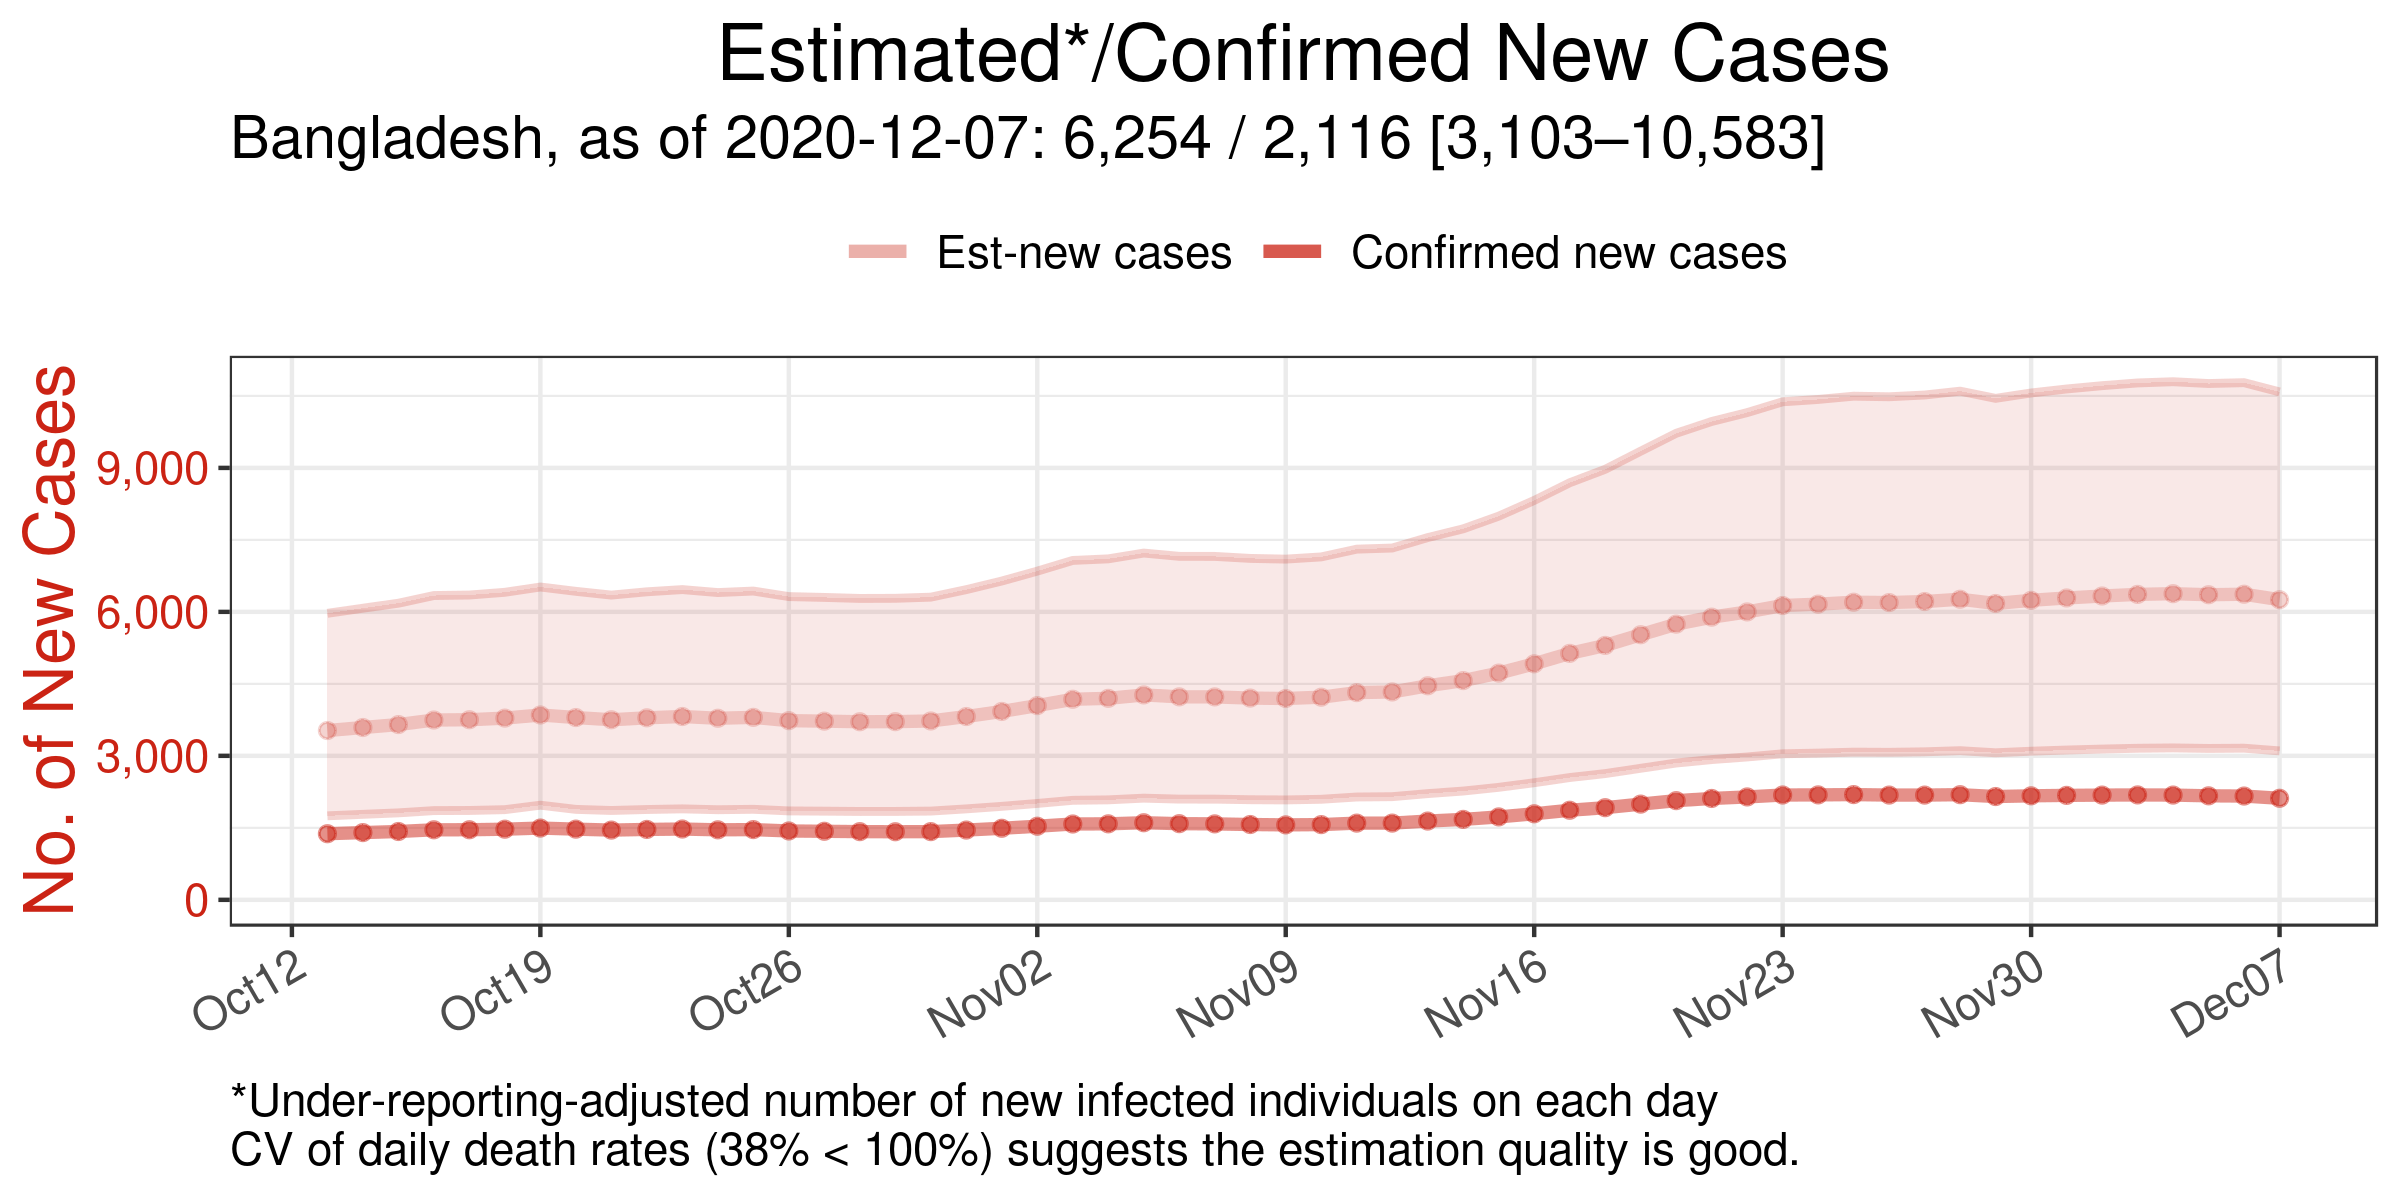 Estimated*/Confirmed New Cases
Bangladesh, as of 2020-12-07: 6,254 / 2,116 [3,103–10,583]
Est-new cases Confirmed new cases
No. of New Cases
9,000
6,000
3,000
0
Oct12 Oct19 Oct26 Nov02 Nov09 Nov16 Nov23 Nov30 Dec07
*Under-reporting-adjusted number of new infected individuals on each day
CV of daily death rates (38% < 100%) suggests the estimation quality is good.